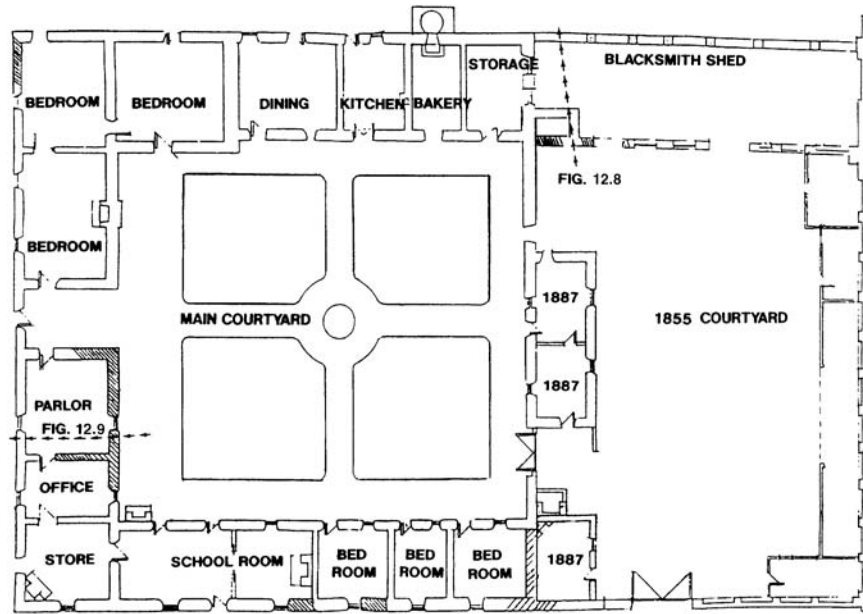 STORAGE
BLACKSMITH SHED
BEDROOM
BEDROOM
DINING
KITCHEN
BAKERY
FIG. 12.8
BEDROOM
1887
MAIN COURTYARD
1855 COURTYARD
1887
PARLOR
FIG. 12.9
OFFICE
STORE
SCHOOL ROOM
BED
ROOM
BED
ROOM
BED
ROOM
1887